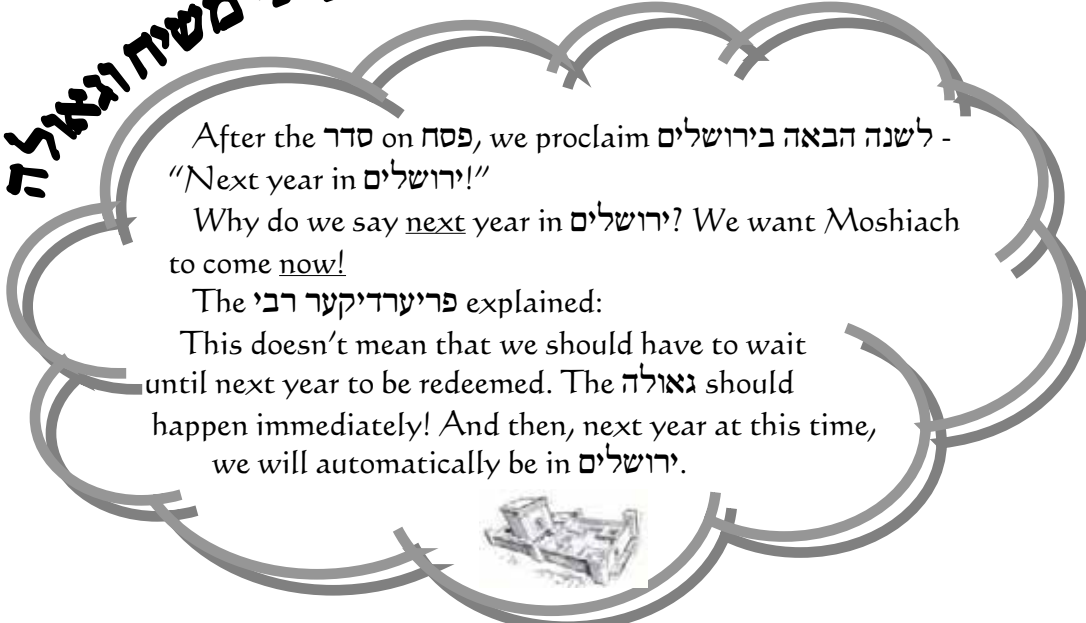 משיח וגאולה
After the סדר on פסח, we proclaim לשנה הבאה בירושלים -
“Next year in ירושלים!”
Why do we say next year in ירושלים? We want Moshiach
to come now!
The פריערדיקער רבי explained:
This doesn’t mean that we should have to wait
until next year to be redeemed. The גאולה should
happen immediately! And then, next year at this time,
we will automatically be in ירושלים.